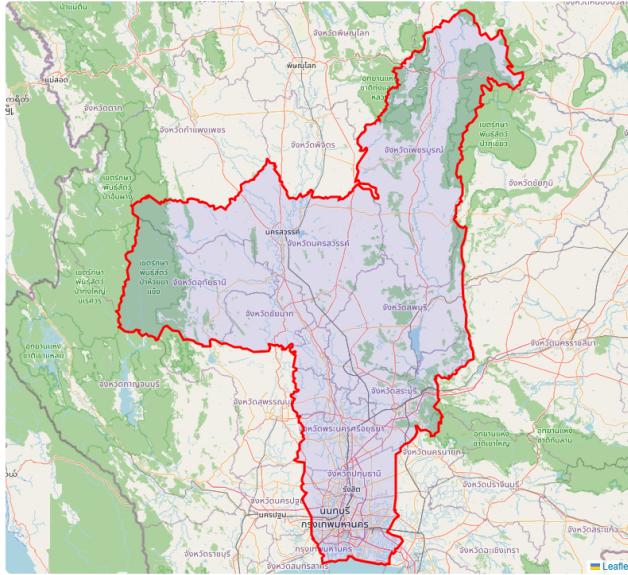 จังหวัดพิษณุโลก
พิษณุโลก
แม่สอด
จังหวัดตาก
จังหวัดกำแพงเพชร
จังหวัดพิจิตร
จังหวัดเพชรบูรณ์
เขตรักษา
พันธุ์สัตว์
ป่าภูเขียว
จังหวัดชัยภูมิ
เขตรักษา
พันธุ์สัตว์
ป่าอุ้มผาง
นครสวรรค์
จังหวัดนครสวรรค์
เขตรักษา
พันธุ์สัตว์
ป่าทุ่งใหญ่
นเรศวร
เขตรักษา
พันธุ์สัตว์
ป่าห้วยขา
แข้ง
จังหวัดอุทัยธานี
จังหวัดชัยนาท
จังหวัดลพบุรี
จังหวัดนครราชสีมา
อุทยานแห่ง
ชาติเขาแหลม
จังหวัดกาญจนบุรี
จังหวัดสุพรรณบ
จังหวัดสระบุรี
จังหวัดพระนครศรีอยุธยา
อุทยานแห่ง
ชาติเขาใหญ่
อุทยานแห่ง
ชาติทับลาน
จังหวัดนครนายก
จังหวัดปทุมธานี
รังสิต
จังหวัดปราจีนบุรี
จังหวัดนครปฐ
นครปฐม
นนทบุรี
กรุงเทพมหานคร
จังหวัดสระแก้ว
กรุงเทพมหานคร
จังหวัดราชบุรี
จังหวัดสมุทรสาคร
จังหวัดฉะเชิงเทรา
Leafle